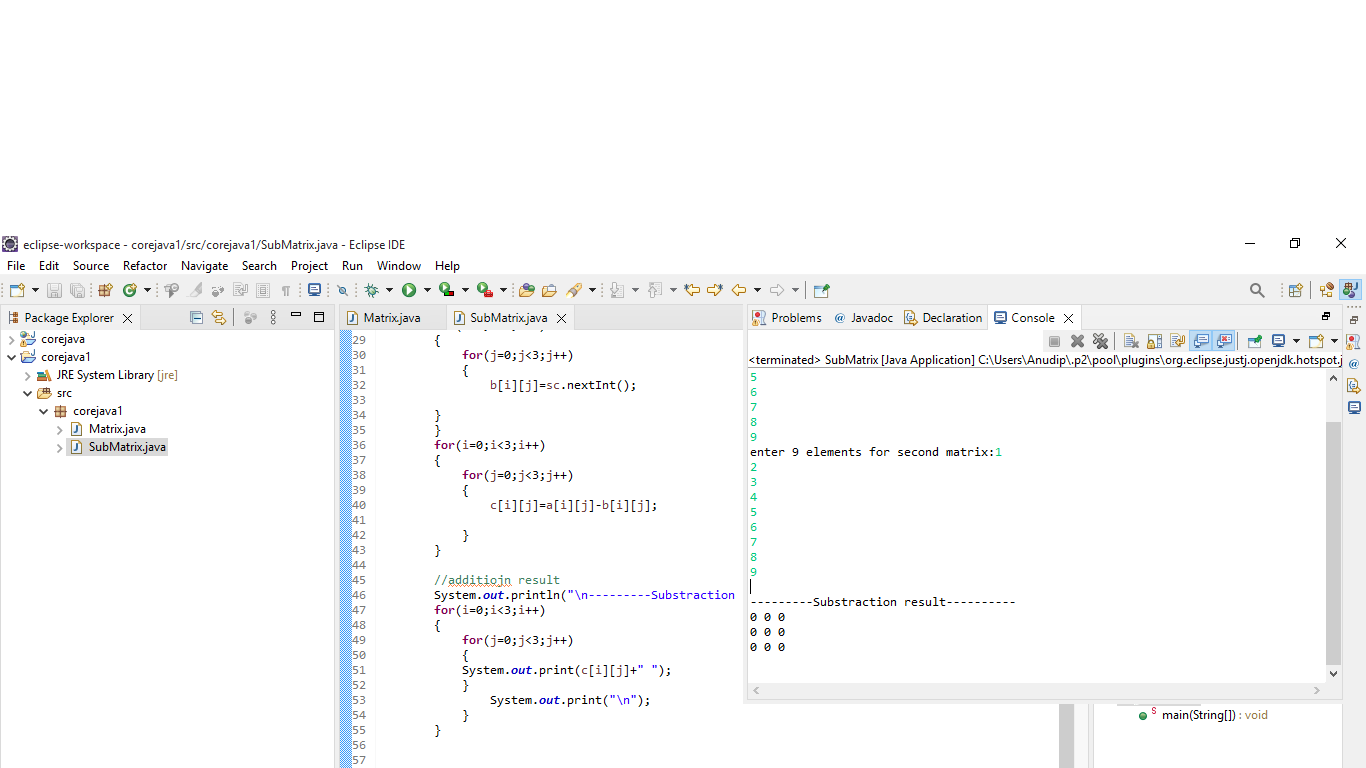 eclipse-workspace - corejava1/src/corejava1/SubMatrix.java - Eclipse IDE
File Edit Source Refactor Navigate Search Project Run Window Help
Package Explorer
corejava
corejava1
JRE System Library [jre]
src
corejava1
Matrix.java
SubMatrix.java
Matrix.java SubMatrix.java
29 {
30 for(j=0;j<3;j++)
31 {
32 b[i][j]=sc.nextInt();
33
34 }
35 }
36 for(i=0;i<3;i++)
37 {
38 for(j=0;j<3;j++)
39 {
40 c[i][j]=a[i][j]-b[i][j];
41
42 }
43 }
44
45 //additiojn result
46 System.out.println("\n---------Substraction
47 for(i=0;i<3;i++)
48 {
49 for(j=0;j<3;j++)
50 {
51 System.out.print(c[i][j]+" ");
52 }
53 System.out.print("\n");
54 }
55 }
56
57
Problems @ Javadoc Declaration Console
<terminated> SubMatrix [Java Application] C:\Users\Anudip\.p2\pool\plugins\org.eclipse.justj.openjdk.hotspot.j
5
6
7
8
9
enter 9 elements for second matrix:1
2
3
4
5
6
7
8
9
---------Substraction result----------
0 0 0
0 0 0
0 0 0
S main(String[]) : void